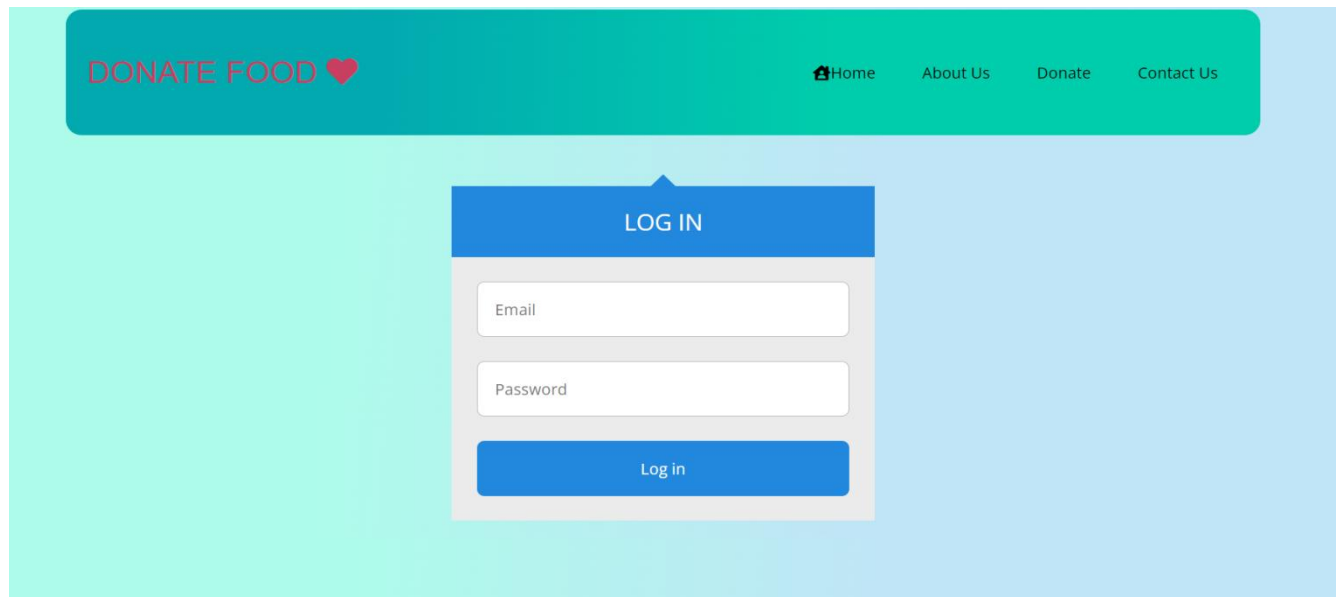 DONATE FOOD
Home About Us Donate Contact Us
LOG IN
Email
Password
Log in